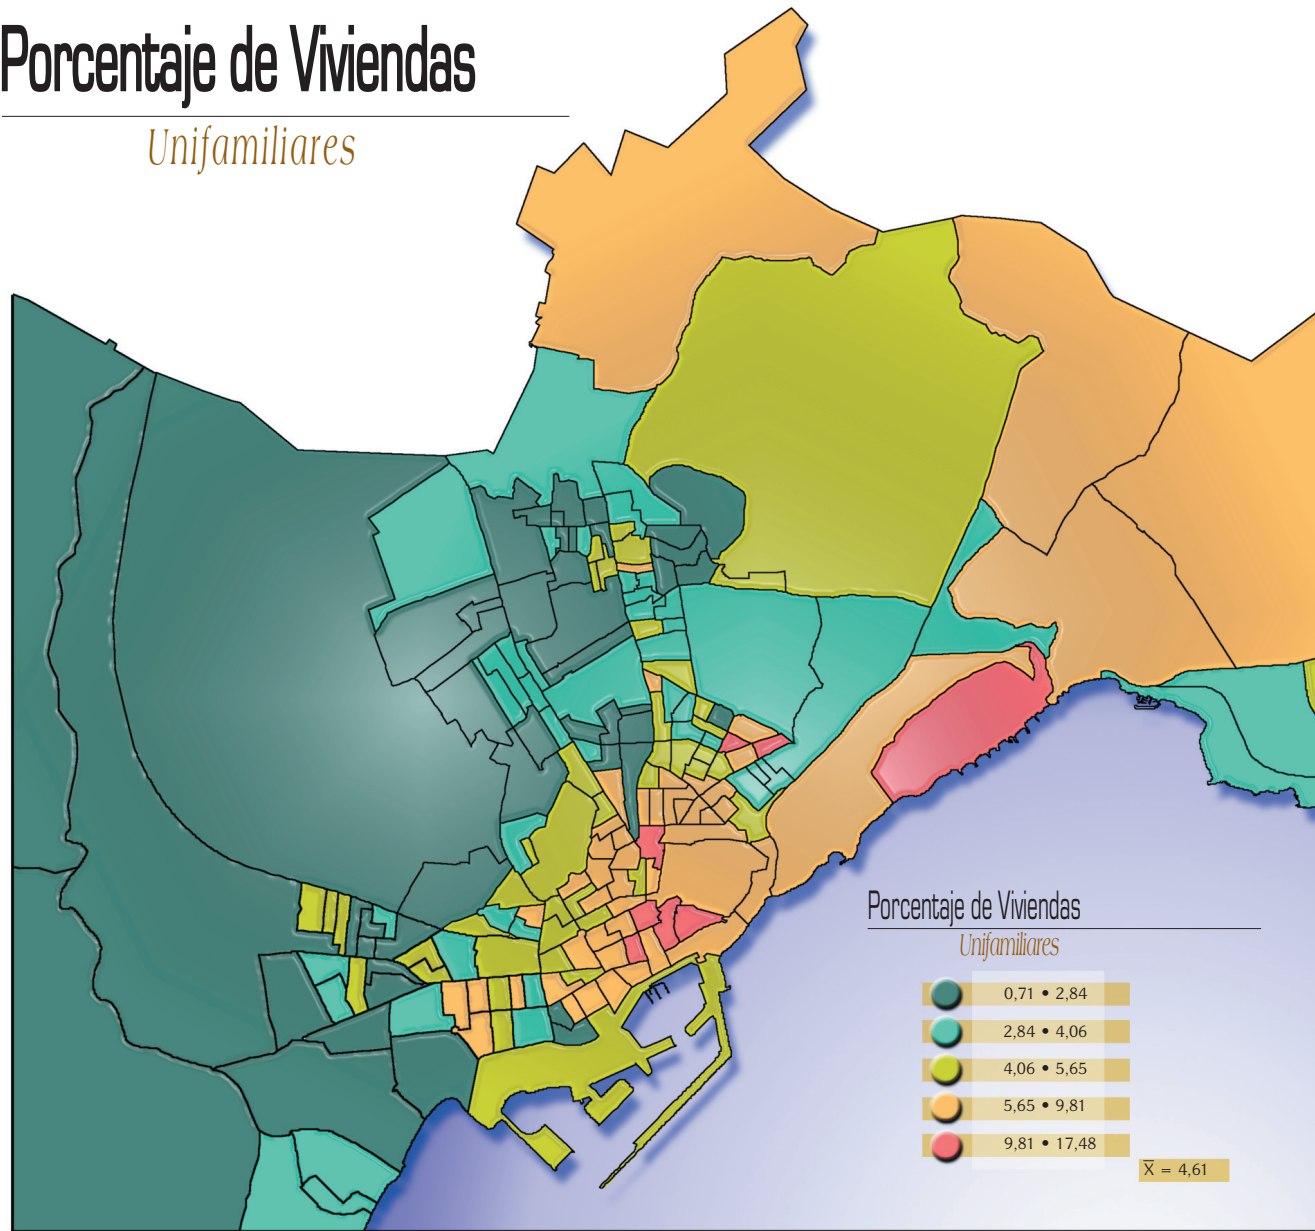 Porcentaje de Viviendas
Unifamiliares
Porcentaje de Viviendas
Unifamiliares
0,71 • 2,84
2,84 • 4,06
4,06 • 5,65
5,65 • 9,81
9,81 • 17,48
X̅ = 4,61